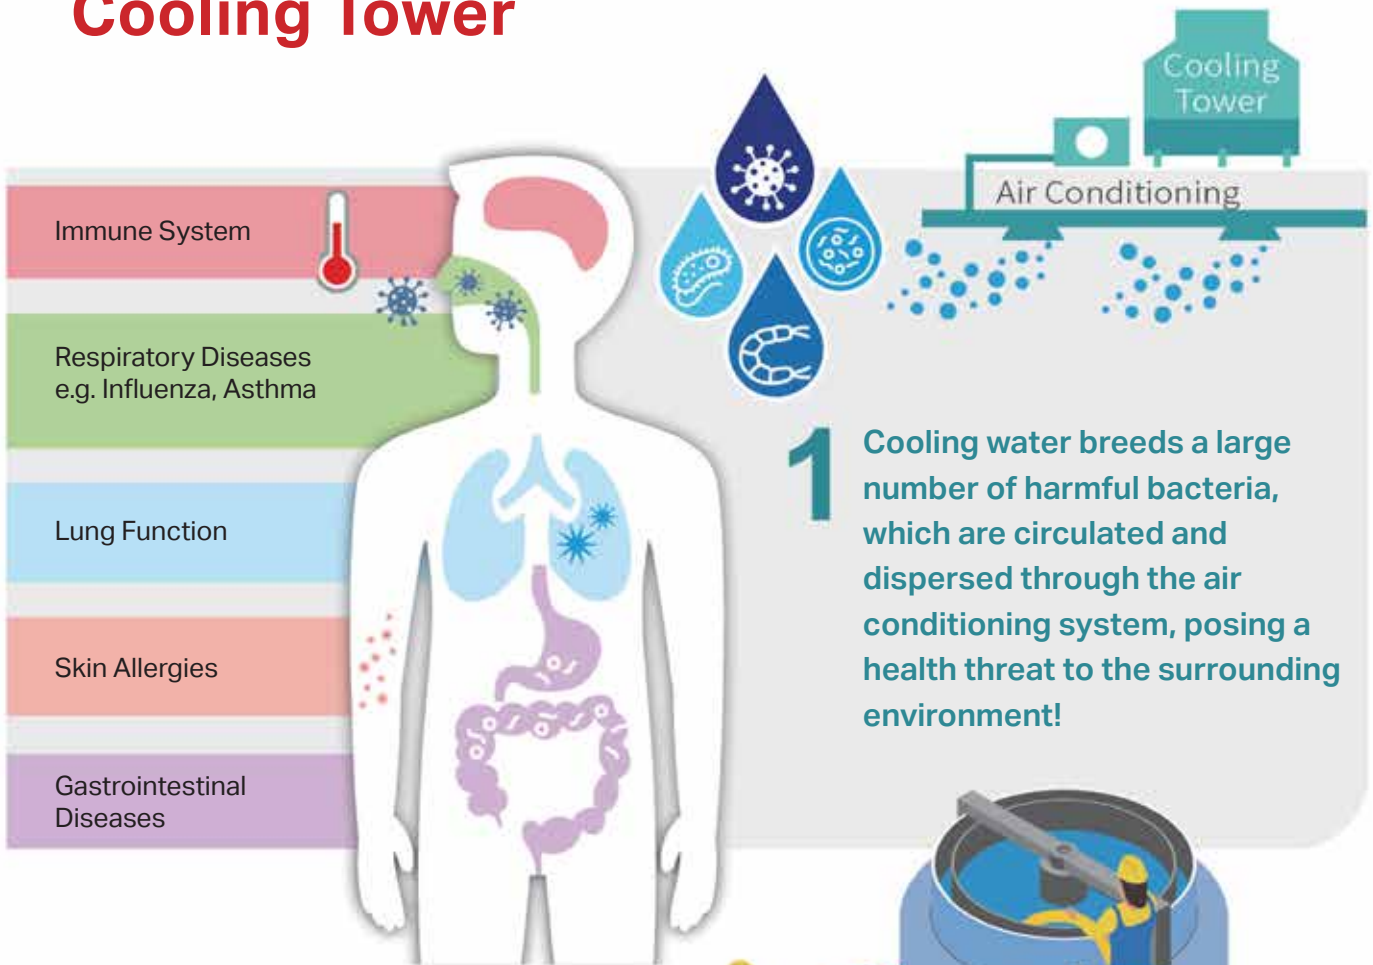 Cooling Tower
Cooling
Tower
Air Conditioning
Immune System
Respiratory Diseases
e.g. Influenza, Asthma
Lung Function
Skin Allergies
Gastrointestinal
Diseases
1
Cooling water breeds a large
number of harmful bacteria,
which are circulated and
dispersed through the air
conditioning system, posing a
health threat to the surrounding
environment!